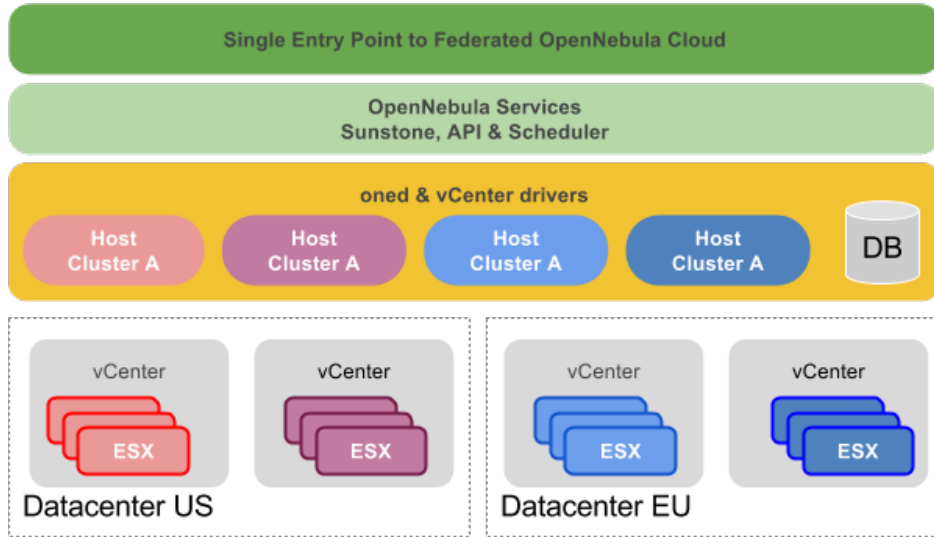 Single Entry Point to Federated OpenNebula Cloud
OpenNebula Services
Sunstone, API & Scheduler
oned & vCenter drivers
Host
Cluster A
Host
Cluster A
Host
Cluster A
Host
Cluster A
DB
vCenter
ESX
vCenter
ESX
Datacenter US
vCenter
ESX
vCenter
ESX
Datacenter EU